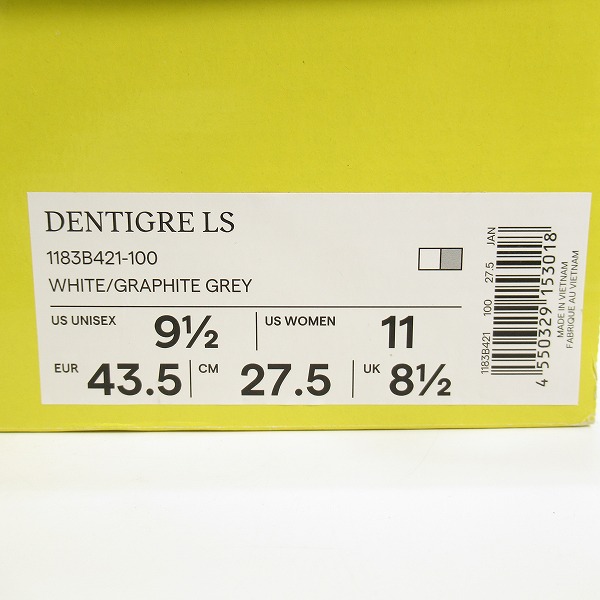 DENTIGRE LS
1183B421-100
WHITE/GRAPHITE GREY
US UNISEX 9½ US WOMEN 11
EUR 43.5 CM 27.5 UK 8½
1183B421 100 27.5 JAN
4 550329 153018
MADE IN VIETNAM
FABRIQUE AU VIETNAM